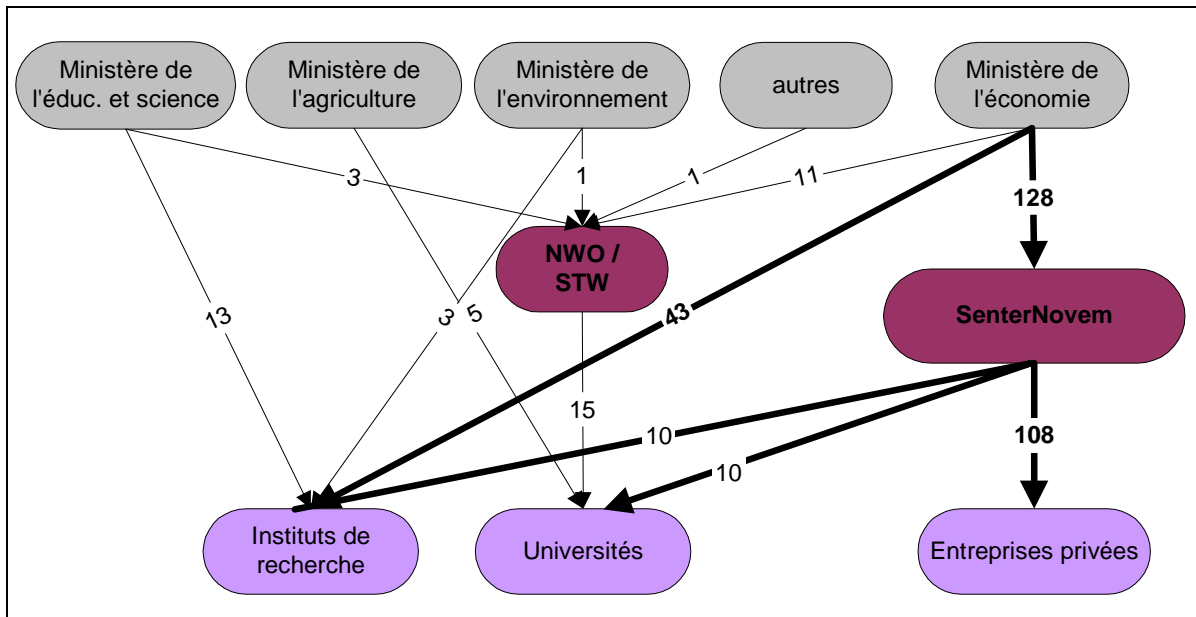 Ministère de
l'éduc. et science
Ministère de
l'agriculture
Ministère de
l'environnement
autres
Ministère de
l'économie
3
1
1
11
128
NWO /
STW
SenterNovem
13
3
5
43
15
10
10
108
Instituts de
recherche
Universités
Entreprises privées